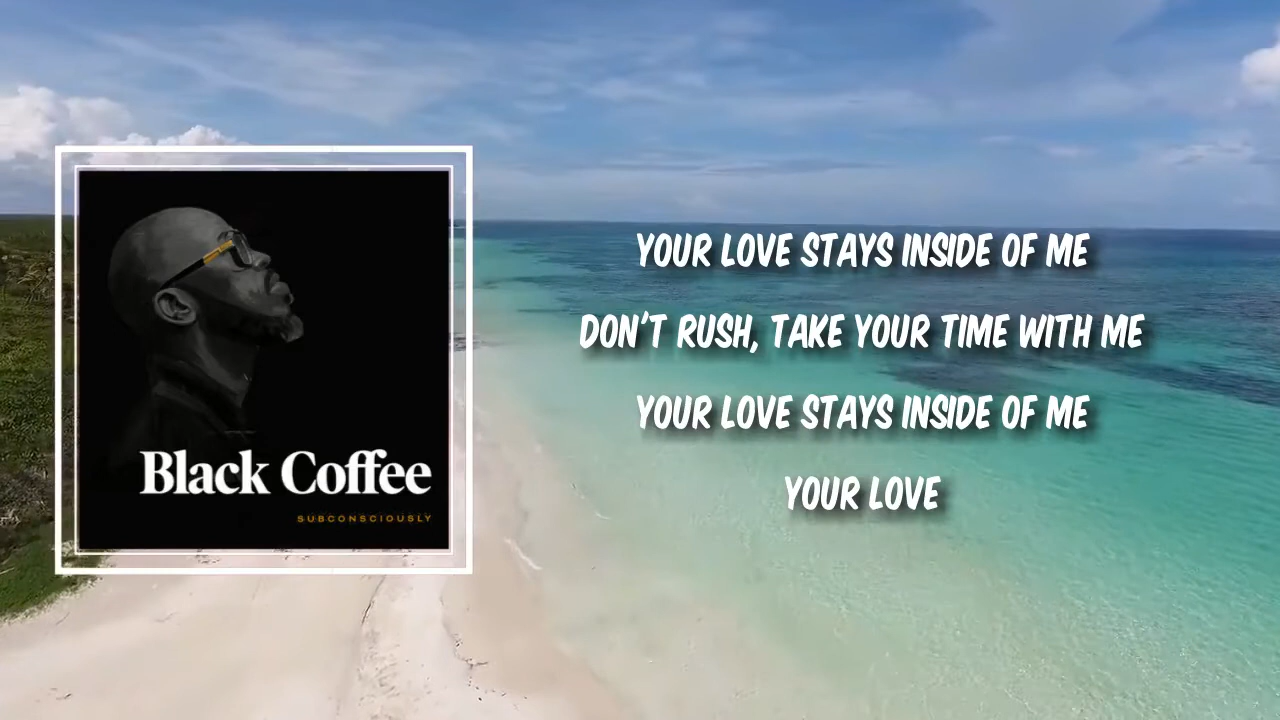 Black Coffee
SUBCONSCIOUSLY
YOUR LOVE STAYS INSIDE OF ME
DON'T RUSH, TAKE YOUR TIME WITH ME
YOUR LOVE STAYS INSIDE OF ME
YOUR LOVE